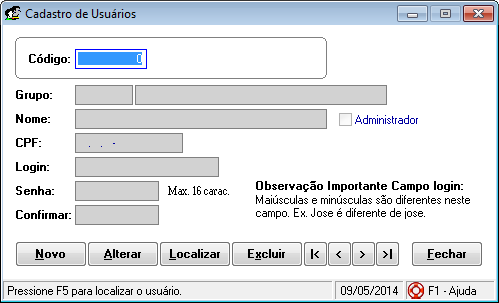 Cadastro de Usuários
Código: 0
Grupo:
Nome: Administrador
CPF: . . -
Login:
Senha: Max. 16 carac.
Confirmar:
Observação Importante Campo login:
Maiúsculas e minúsculas são diferentes neste
campo. Ex. Jose é diferente de jose.
Novo Alterar Localizar Excluir |< < > >| Fechar
Pressione F5 para localizar o usuário. 09/05/2014 F1 - Ajuda